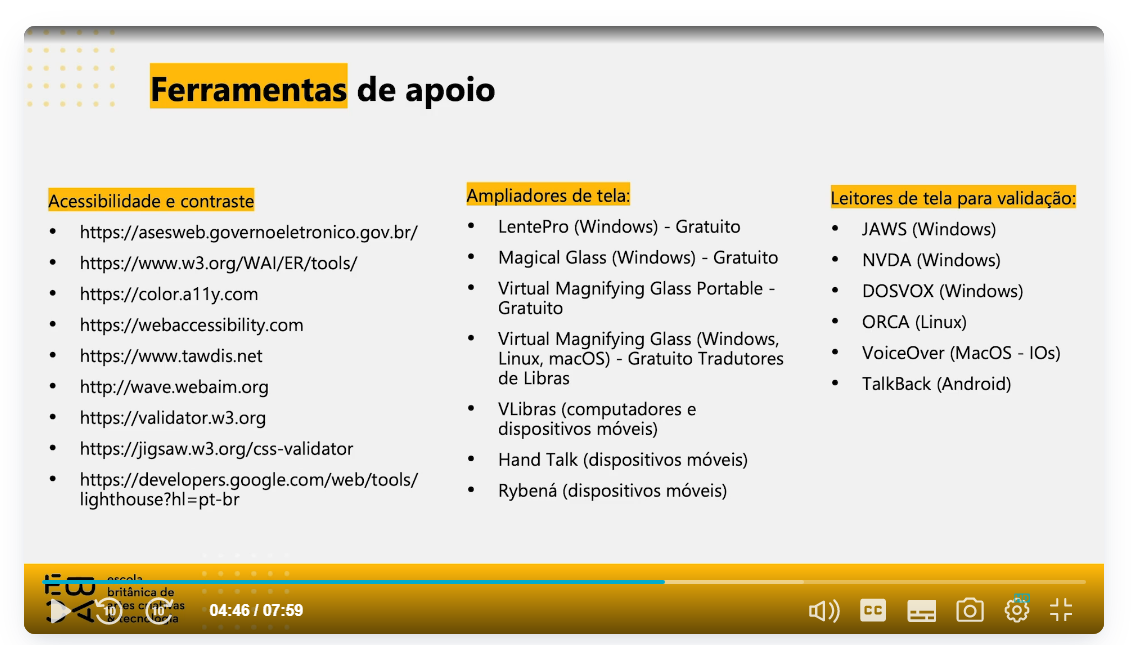 Ferramentas de apoio
Acessibilidade e contraste
• https://asesweb.governoeletronico.gov.br/
• https://www.w3.org/WAI/ER/tools/
• https://color.a11y.com
• https://webaccessibility.com
• https://www.tawdis.net
• http://wave.webaim.org
• https://validator.w3.org
• https://jigsaw.w3.org/css-validator
• https://developers.google.com/web/tools/
lighthouse?hl=pt-br
Ampliadores de tela:
• LentePro (Windows) - Gratuito
• Magical Glass (Windows) - Gratuito
• Virtual Magnifying Glass Portable -
Gratuito
• Virtual Magnifying Glass (Windows,
Linux, macOS) - Gratuito Tradutores
de Libras
• VLibras (computadores e
dispositivos móveis)
• Hand Talk (dispositivos móveis)
• Rybená (dispositivos móveis)
Leitores de tela para validação:
• JAWS (Windows)
• NVDA (Windows)
• DOSVOX (Windows)
• ORCA (Linux)
• VoiceOver (MacOS - IOs)
• TalkBack (Android)
escola
britânica de
artes criativas
& tecnologia
10
10
04:46 / 07:59
CC